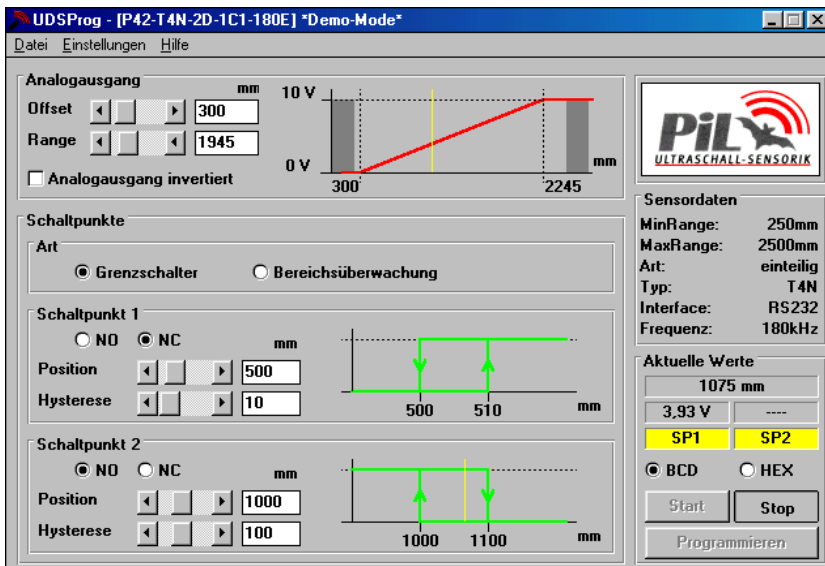 UDSProg - [P42-T4N-2D-1C1-180E] *Demo-Mode*
Datei Einstellungen Hilfe
Analogausgang
mm
Offset 300
Range 1945
Analogausgang invertiert
10 V
0 V
mm
300 2245
Schaltpunkte
Art
Grenzschalter Bereichsüberwachung
Schaltpunkt 1
NO NC mm
Position 500
Hysterese 10
500 510 mm
Schaltpunkt 2
NO NC mm
Position 1000
Hysterese 100
1000 1100 mm
PiL
ULTRASCHALL-SENSORIK
Sensordaten
MinRange: 250mm
MaxRange: 2500mm
Art: einteilig
Typ: T4N
Interface: RS232
Frequenz: 180kHz
Aktuelle Werte
1075 mm
3,93 V ----
SP1 SP2
BCD HEX
Start Stop
Programmieren